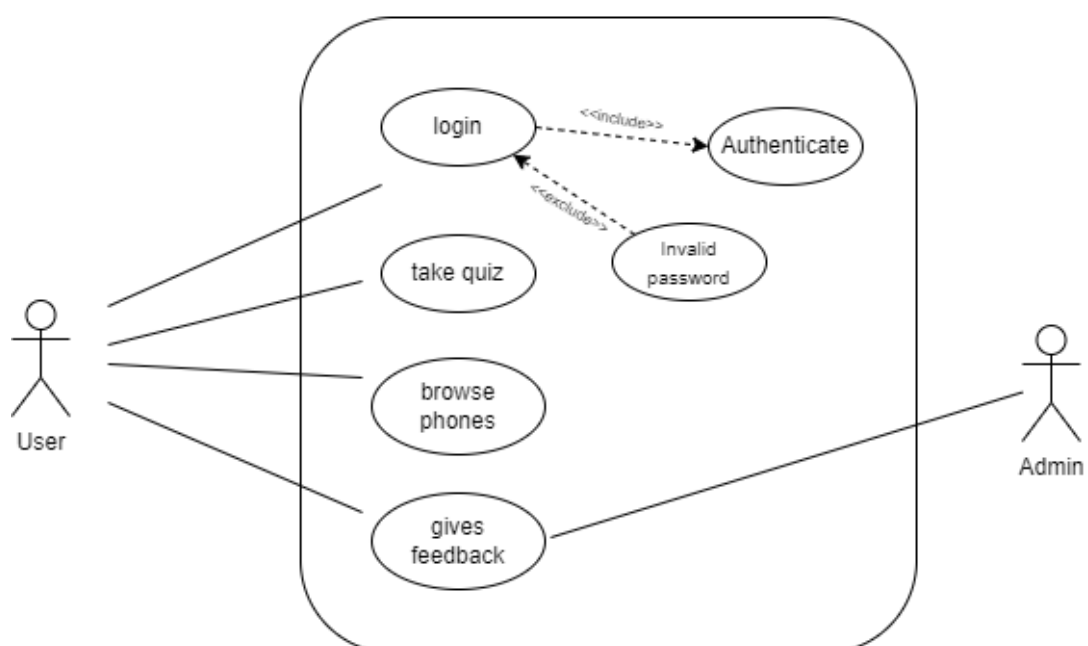 login
<<include>>
Authenticate
<<exclude>>
Invalid
password
take quiz
browse
phones
User
Admin
gives
feedback